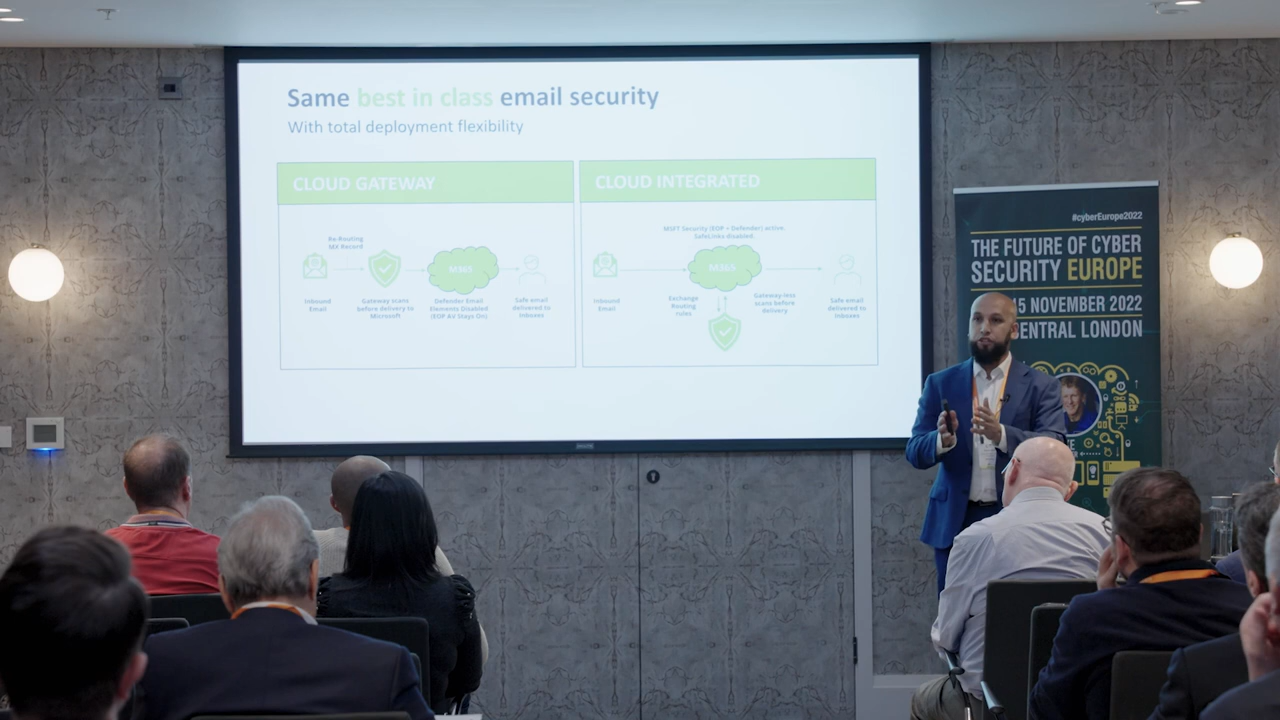 Same best in class email security
With total deployment flexibility
CLOUD GATEWAY
Re-Routing
MX Record
M365
Inbound
Email
Gateway scans
before delivery to
Microsoft
Defender Email
Elements Disabled
(EOP AV Stays On)
Safe email
delivered to
Inboxes
CLOUD INTEGRATED
MSFT Security (EOP + Defender) active.
SafeLinks disabled.
M365
Inbound
Email
Exchange
Routing
rules
Gateway-less
scans before
delivery
Safe email
delivered to
Inboxes
#cyberEurope2022
THE FUTURE OF CYBER
SECURITY EUROPE
15 NOVEMBER 2022
CENTRAL LONDON